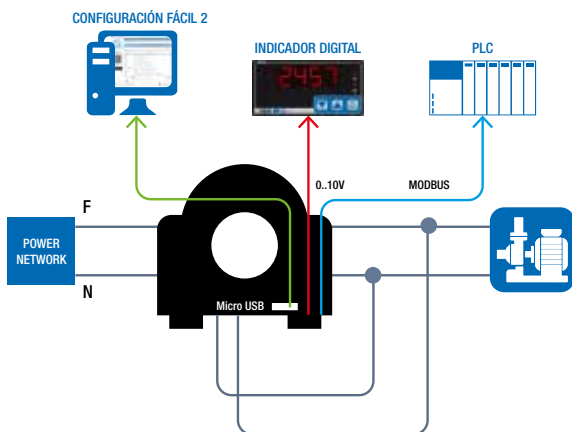 CONFIGURACIÓN FÁCIL 2
INDICADOR DIGITAL
PLC
2457
0..10V
MODBUS
F
POWER
NETWORK
N
Micro USB